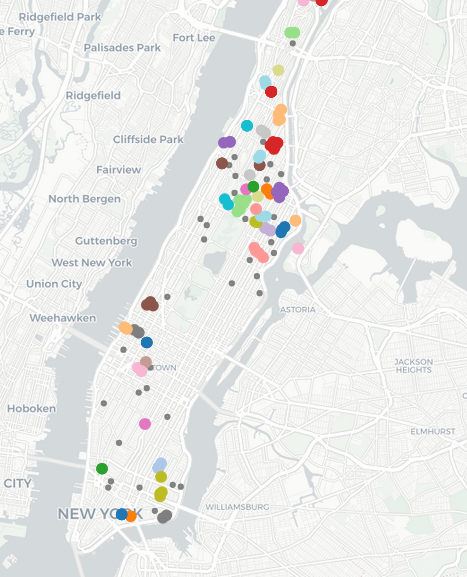 Ridgefield Park
e Ferry
Fort Lee
Palisades Park
Ridgefield
Cliffside Park
Fairview
North Bergen
Guttenberg
West New York
Union City
ASTORIA
Weehawken
JACKSON
HEIGHTS
OWN
Hoboken
ELMHURST
CITY
WILLIAMSBURG
NEW YORK